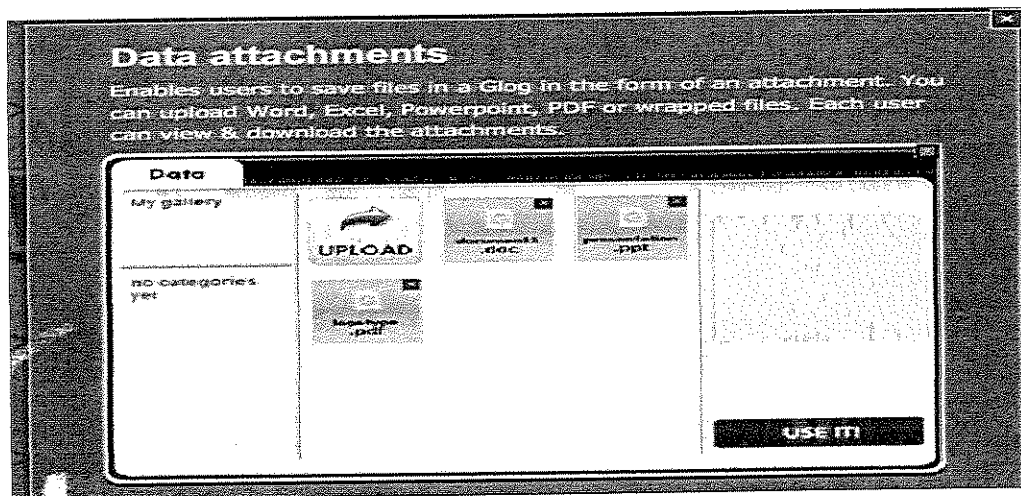 Data attachments
Enables users to save files in a Glog in the form of an attachment. You
can upload Word, Excel, Powerpoint, PDF or wrapped files. Each user
can view & download the attachments.
Data
My gallery
no categories
yet
UPLOAD
.doc
presentation
.ppt
logotype
.pdf
USE IT!